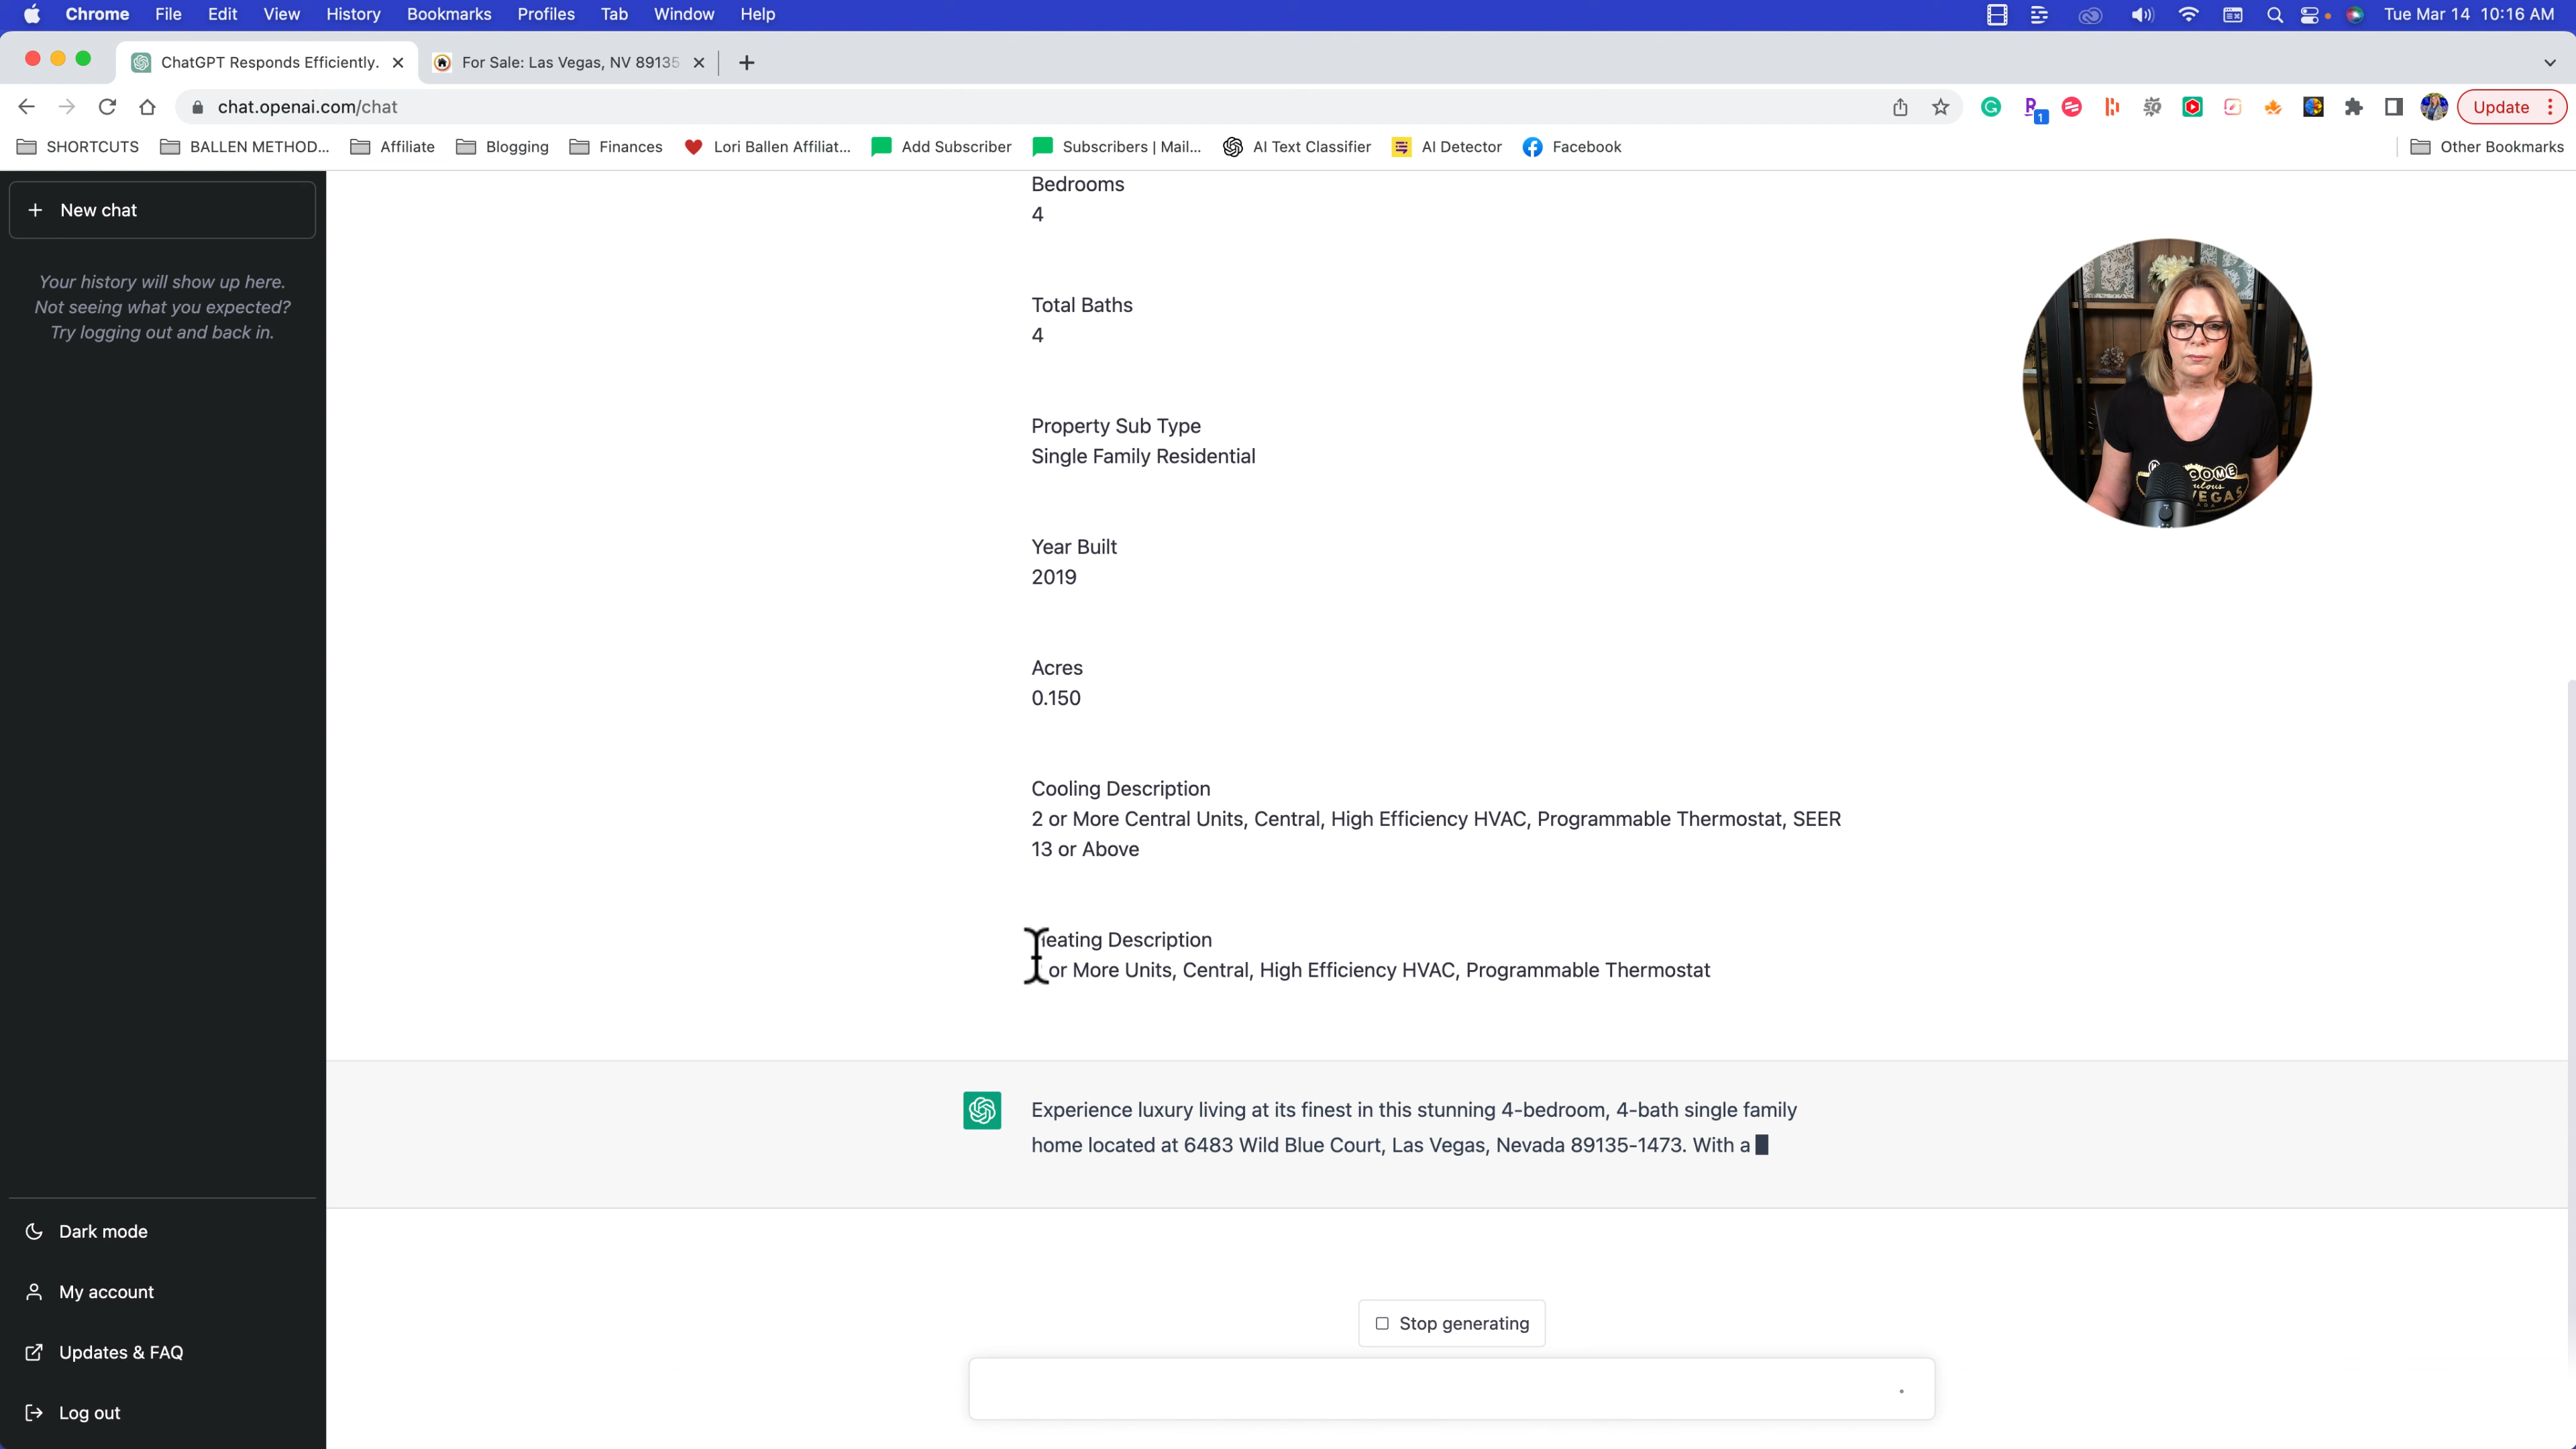 Chrome File Edit View History Bookmarks Profiles Tab Window Help Tue Mar 14 10:16 AM
ChatGPT Responds Efficiently. For Sale: Las Vegas, NV 89135
chat.openai.com/chat Update
SHORTCUTS BALLEN METHOD... Affiliate Blogging Finances Lori Ballen Affiliat... Add Subscriber Subscribers | Mail... AI Text Classifier AI Detector Facebook Other Bookmarks
New chat
Your history will show up here.
Not seeing what you expected?
Try logging out and back in.
Dark mode
My account
Updates & FAQ
Log out
Bedrooms
4
Total Baths
4
Property Sub Type
Single Family Residential
Year Built
2019
Acres
0.150
Cooling Description
2 or More Central Units, Central, High Efficiency HVAC, Programmable Thermostat, SEER
13 or Above
eating Description
or More Units, Central, High Efficiency HVAC, Programmable Thermostat
Experience luxury living at its finest in this stunning 4-bedroom, 4-bath single family
home located at 6483 Wild Blue Court, Las Vegas, Nevada 89135-1473. With a
Stop generating